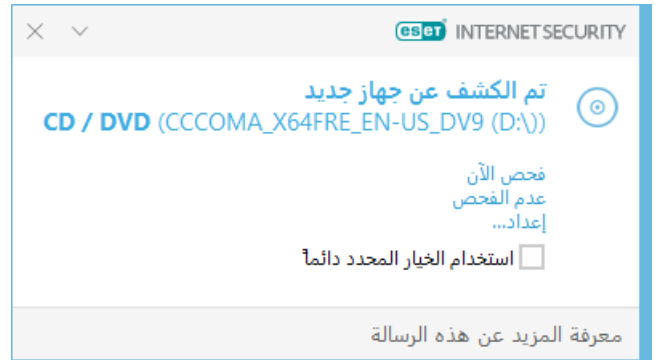 eset INTERNET SECURITY
تم الكشف عن جهاز جديد
CD / DVD (CCCOMA_X64FRE_EN-US_DV9 (D:\))
فحص الآن
عدم الفحص
إعداد...
استخدام الخيار المحدد دائماً
معرفة المزيد عن هذه الرسالة